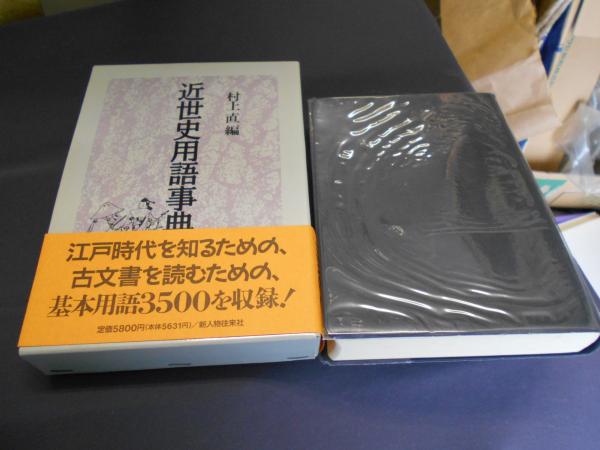 近世史用語事典
村上直編
江戸時代を知るための、
古文書を読むための、
基本用語3500を収録!
定価5800円(本体5631円)/新人物往来社